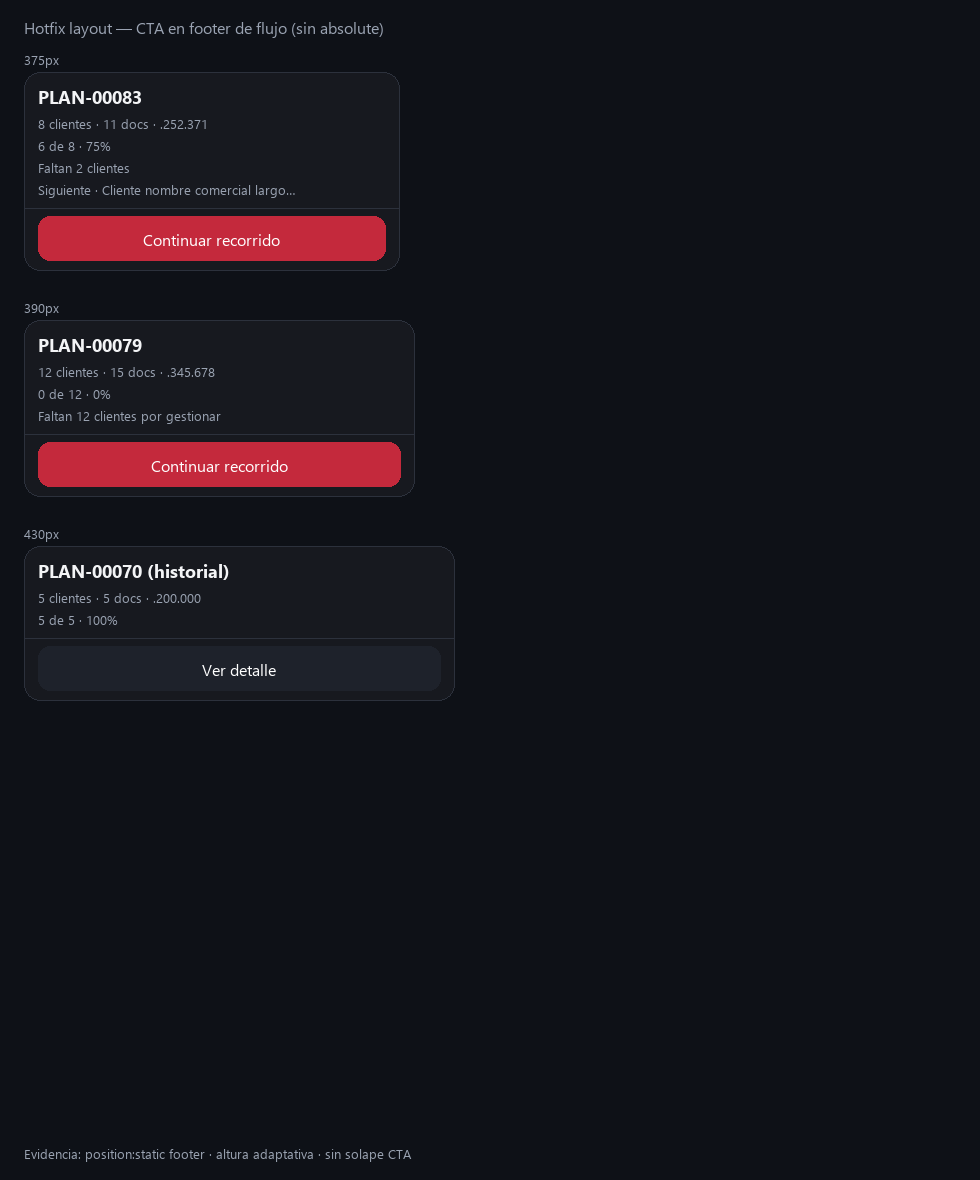 Hotfix layout — CTA en footer de flujo (sin absolute)
375px
PLAN-00083
8 clientes · 11 docs · .252.371
6 de 8 · 75%
Faltan 2 clientes
Siguiente · Cliente nombre comercial largo…
Continuar recorrido
390px
PLAN-00079
12 clientes · 15 docs · .345.678
0 de 12 · 0%
Faltan 12 clientes por gestionar
Continuar recorrido
430px
PLAN-00070 (historial)
5 clientes · 5 docs · .200.000
5 de 5 · 100%
Ver detalle
Evidencia: position:static footer · altura adaptativa · sin solape CTA